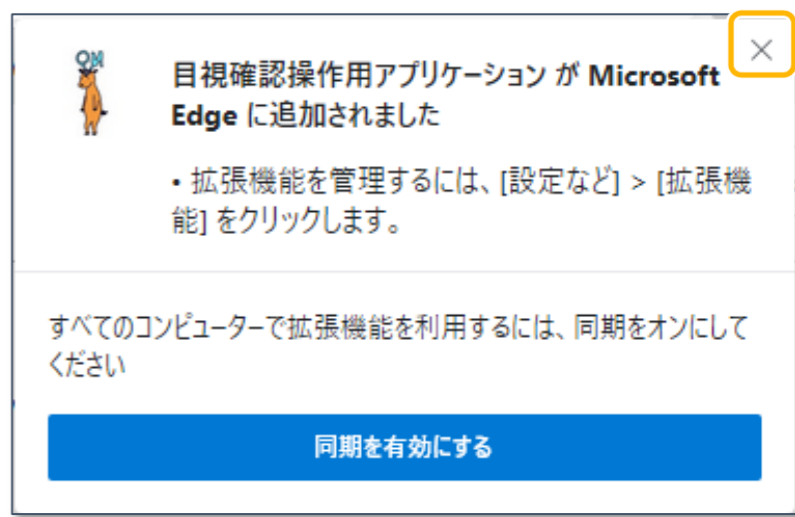 ON
目視確認操作用アプリケーション が Microsoft
Edge に追加されました
• 拡張機能を管理するには、[設定など] > [拡張機
能] をクリックします。
すべてのコンピューターで拡張機能を利用するには、同期をオンにして
ください
同期を有効にする